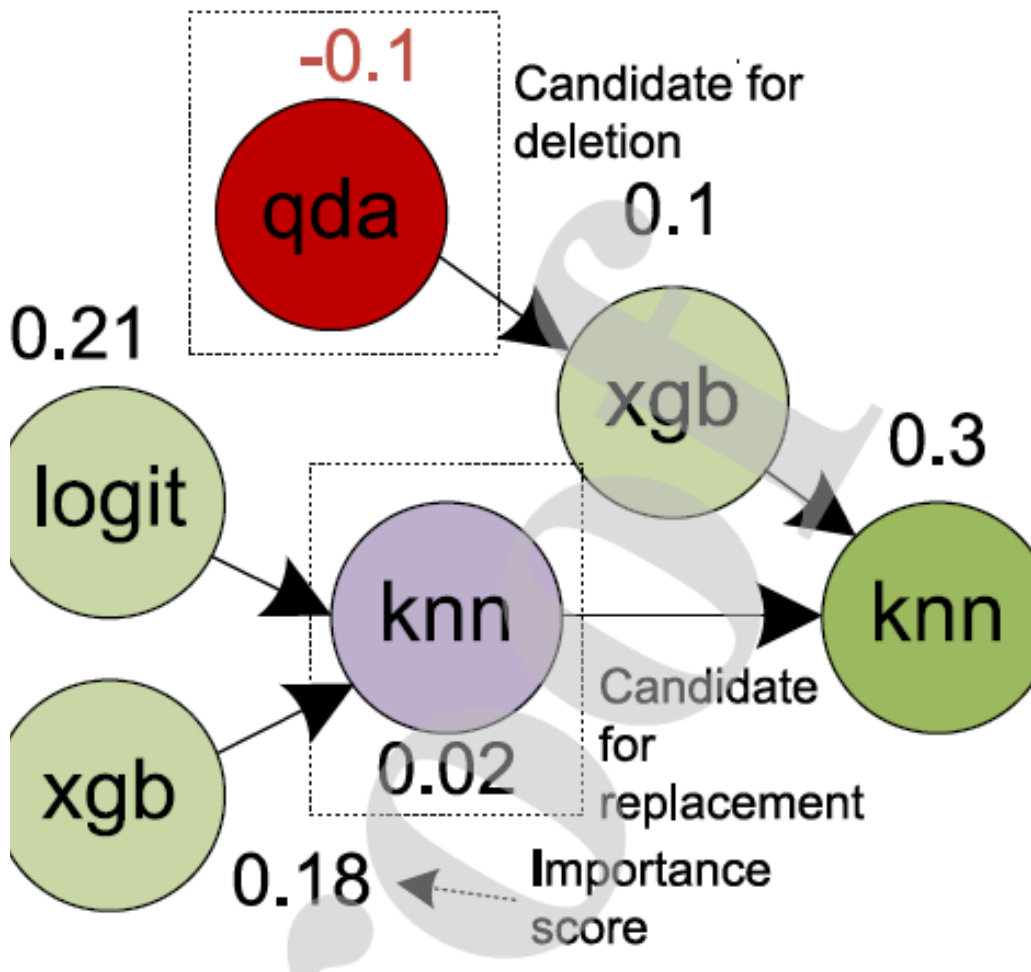 -0.1
Candidate for
deletion
qda
0.1
0.21
xgb
0.3
logit
knn
knn
Candidate
for
replacement
0.02
xgb
0.18
Importance
score